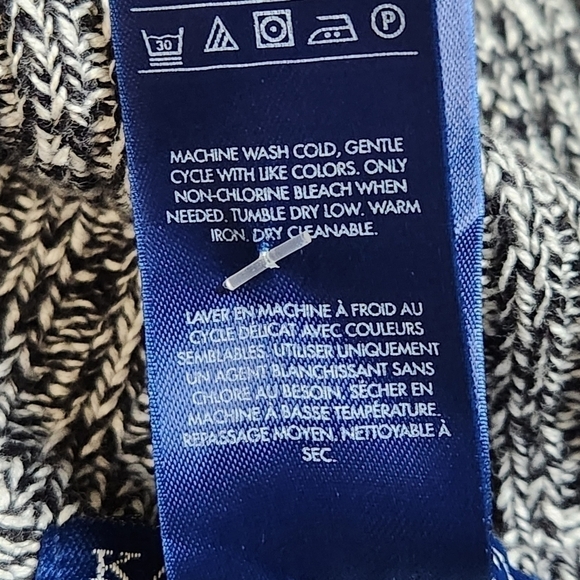 30
P
MACHINE WASH COLD, GENTLE
CYCLE WITH LIKE COLORS. ONLY
NON-CHLORINE BLEACH WHEN
NEEDED. TUMBLE DRY LOW. WARM
IRON. DRY CLEANABLE.
LAVER EN MACHINE À FROID AU
CYCLE DÉLICAT AVEC COULEURS
SEMBLABLES. UTILISER UNIQUEMENT
UN AGENT BLANCHISSANT SANS
CHLORE AU BESOIN. SÉCHER EN
MACHINE À BASSE TEMPÉRATURE.
REPASSAGE MOYEN. NETTOYABLE À
SEC.